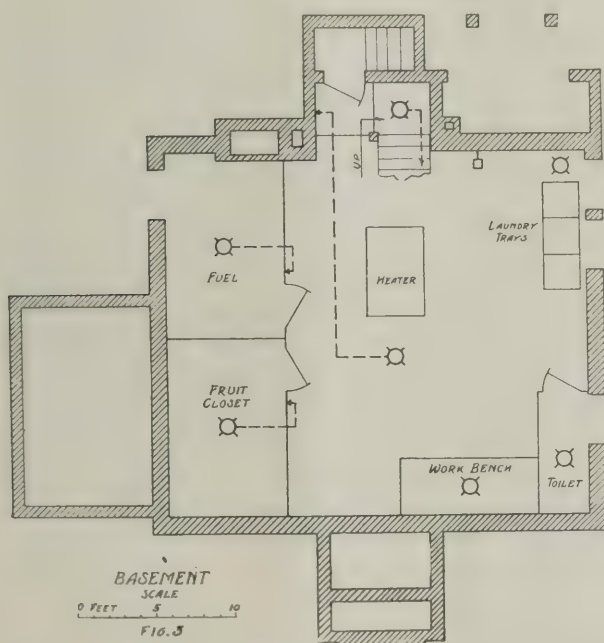 UP
LAUNDRY
TRAYS
FUEL
HEATER
FRUIT
CLOSET
WORK BENCH
TOILET
BASEMENT
SCALE
0 FEET 5 10
FIG. 3